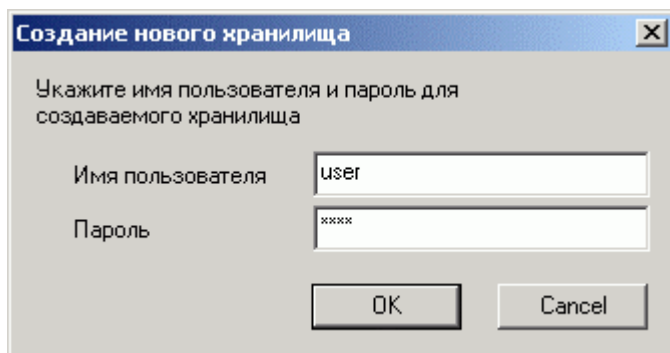 Создание нового хранилища
Укажите имя пользователя и пароль для
создаваемого хранилища
Имя пользователя user
Пароль ****
OK Cancel